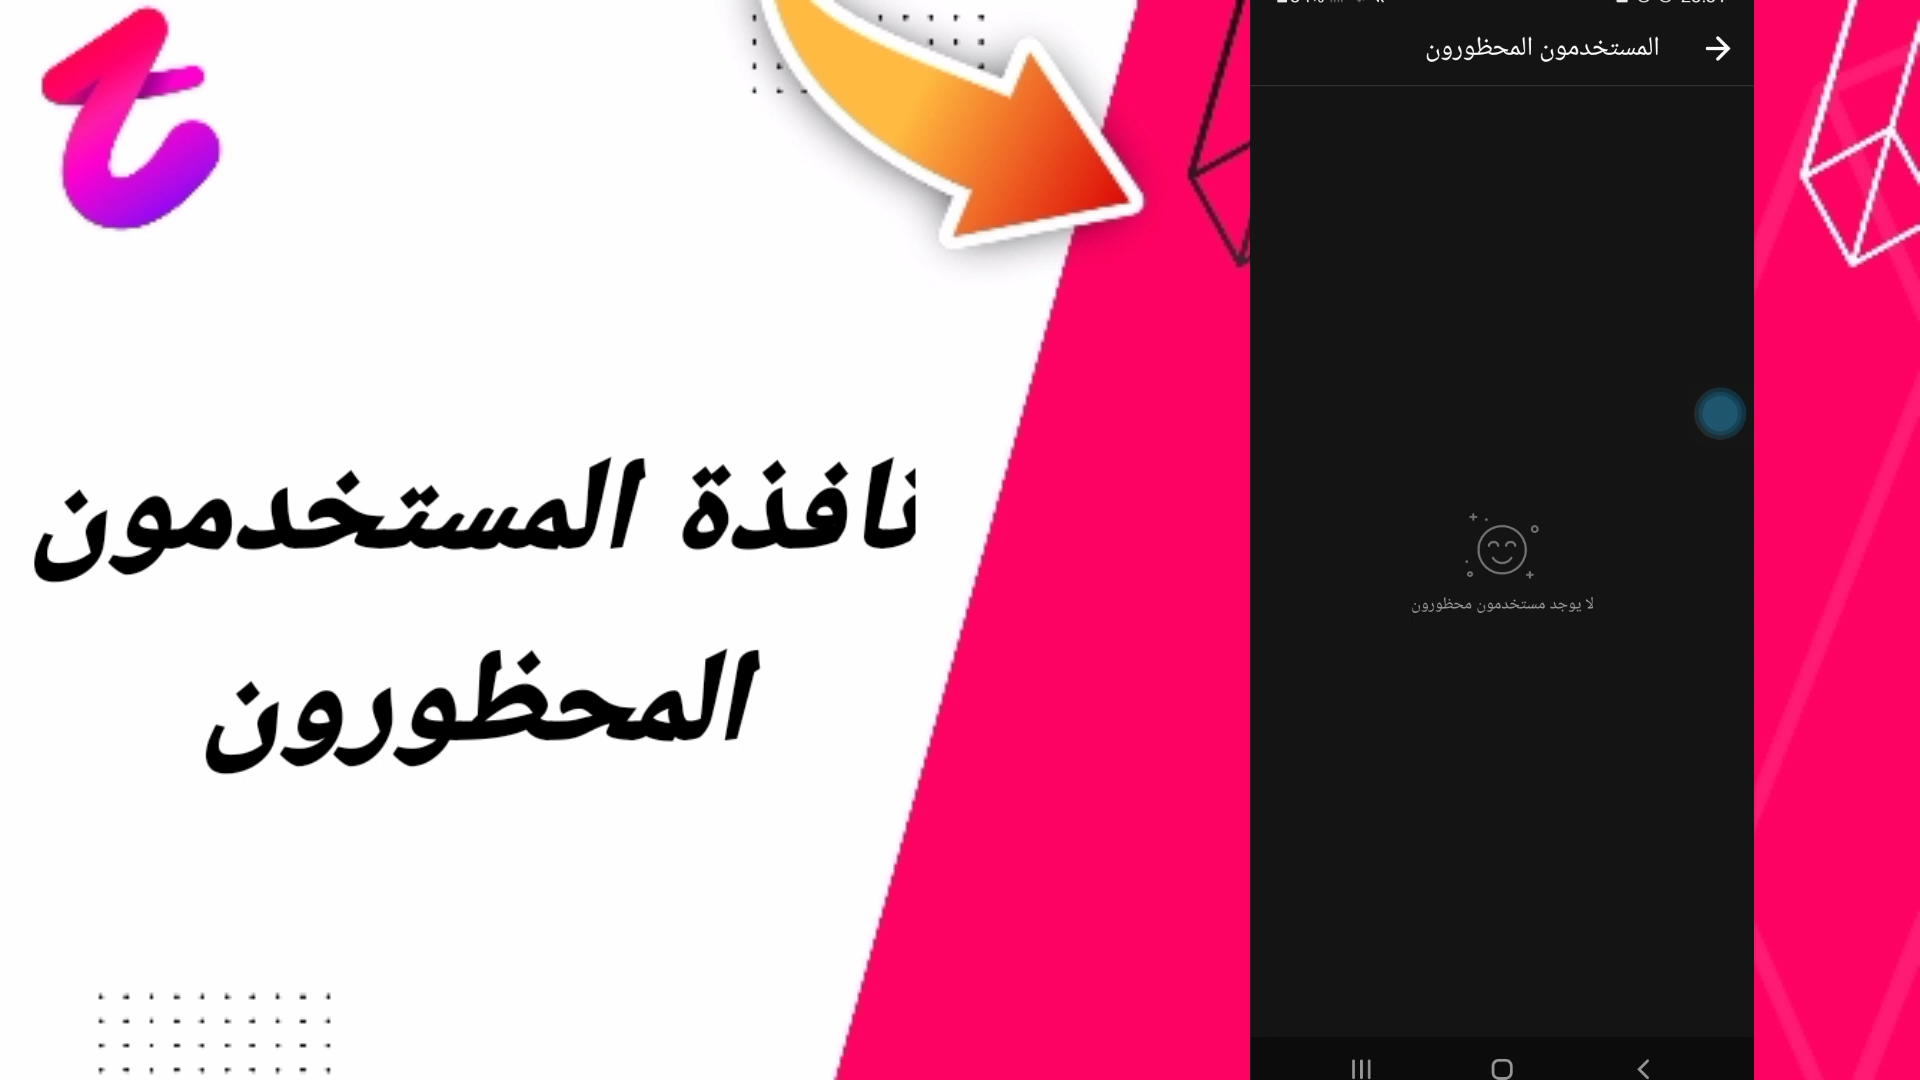 المستخدمون المحظورون
نافذة المستخدمون
المحظورون
لا يوجد مستخدمون محظورون